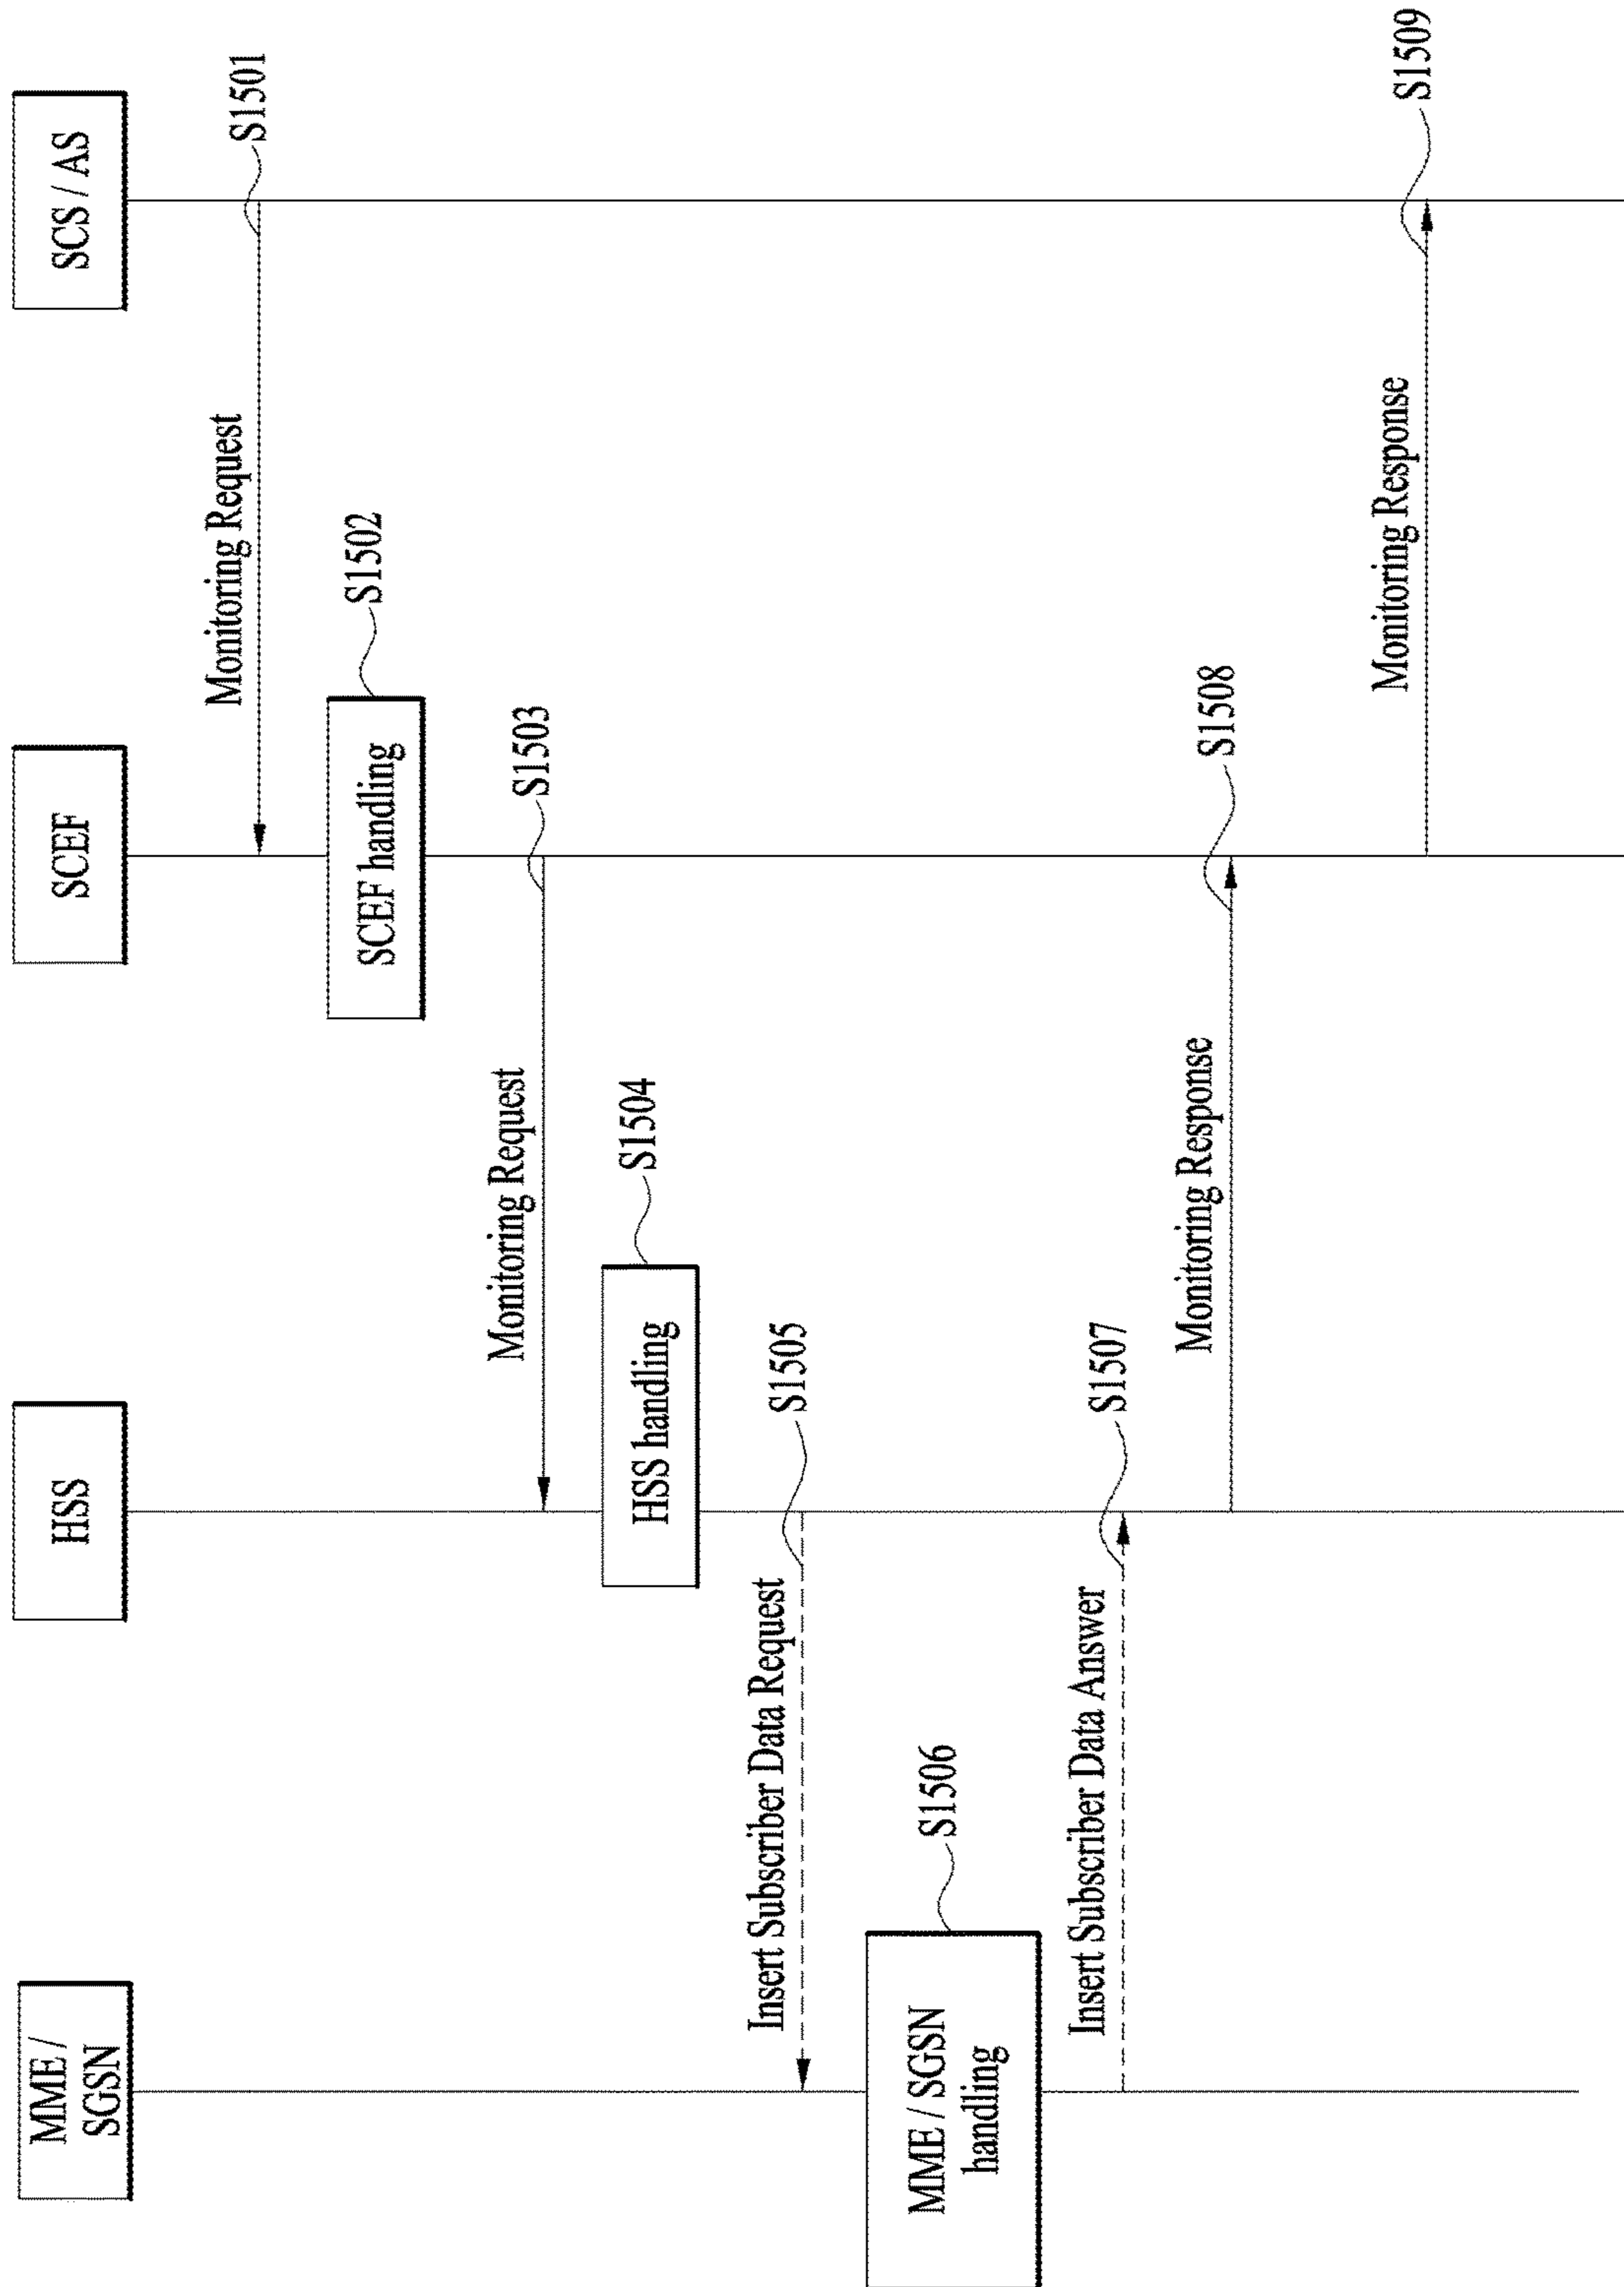 MME /
SGSN
HSS
SCEF
SCS / AS
Monitoring Request
S1501
SCEF handling
S1502
Monitoring Request
S1503
HSS handling
S1504
Insert Subscriber Data Request
S1505
MME / SGSN
handling
S1506
Insert Subscriber Data Answer
S1507
Monitoring Response
S1508
Monitoring Response
S1509